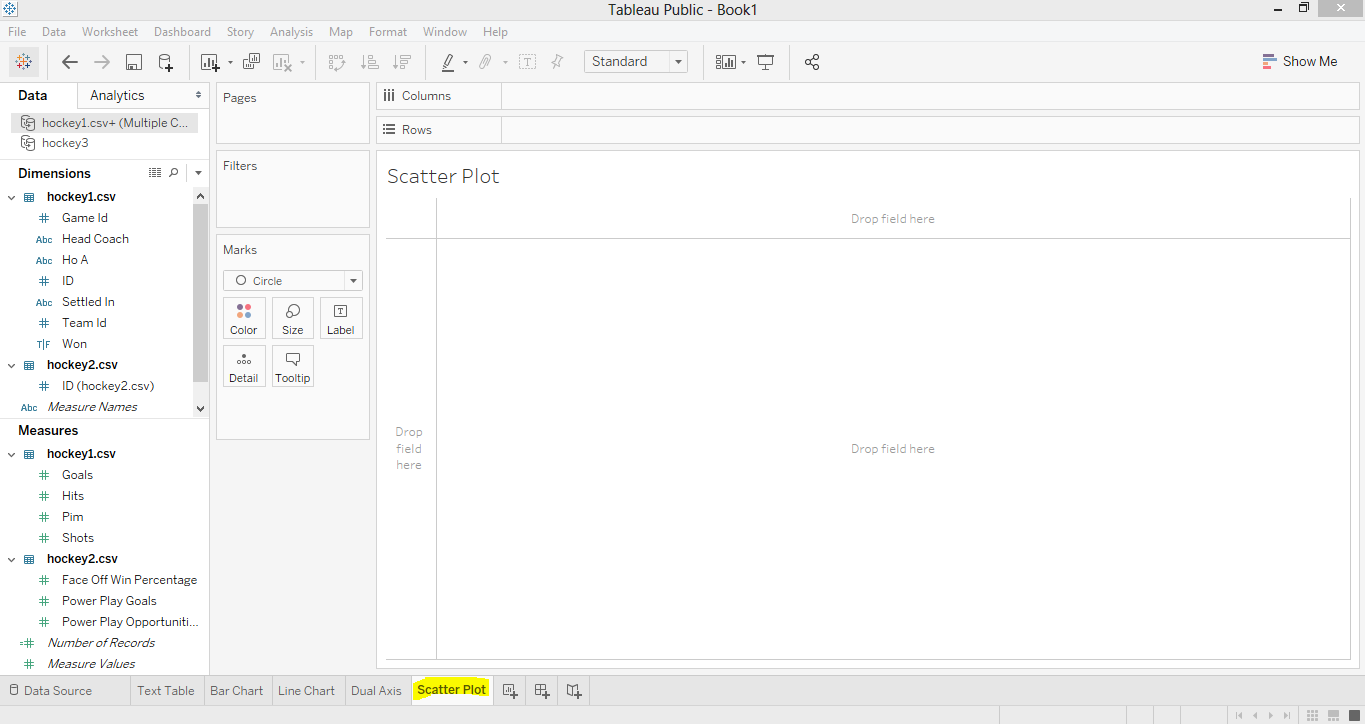 Tableau Public - Book1
File Data Worksheet Dashboard Story Analysis Map Format Window Help
Standard
Show Me
Data Analytics
hockey1.csv+ (Multiple C...
hockey3
Dimensions
hockey1.csv
# Game Id
Abc Head Coach
Abc Ho A
# ID
Abc Settled In
# Team Id
T|F Won
hockey2.csv
# ID (hockey2.csv)
Abc Measure Names
Measures
hockey1.csv
# Goals
# Hits
# Pim
# Shots
hockey2.csv
# Face Off Win Percentage
# Power Play Goals
# Power Play Opportuniti...
=# Number of Records
# Measure Values
Pages
Filters
Marks
Circle
Color Size Label
Detail Tooltip
Columns
Rows
Scatter Plot
Drop field here
Drop
field
here
Drop field here
Data Source Text Table Bar Chart Line Chart Dual Axis Scatter Plot